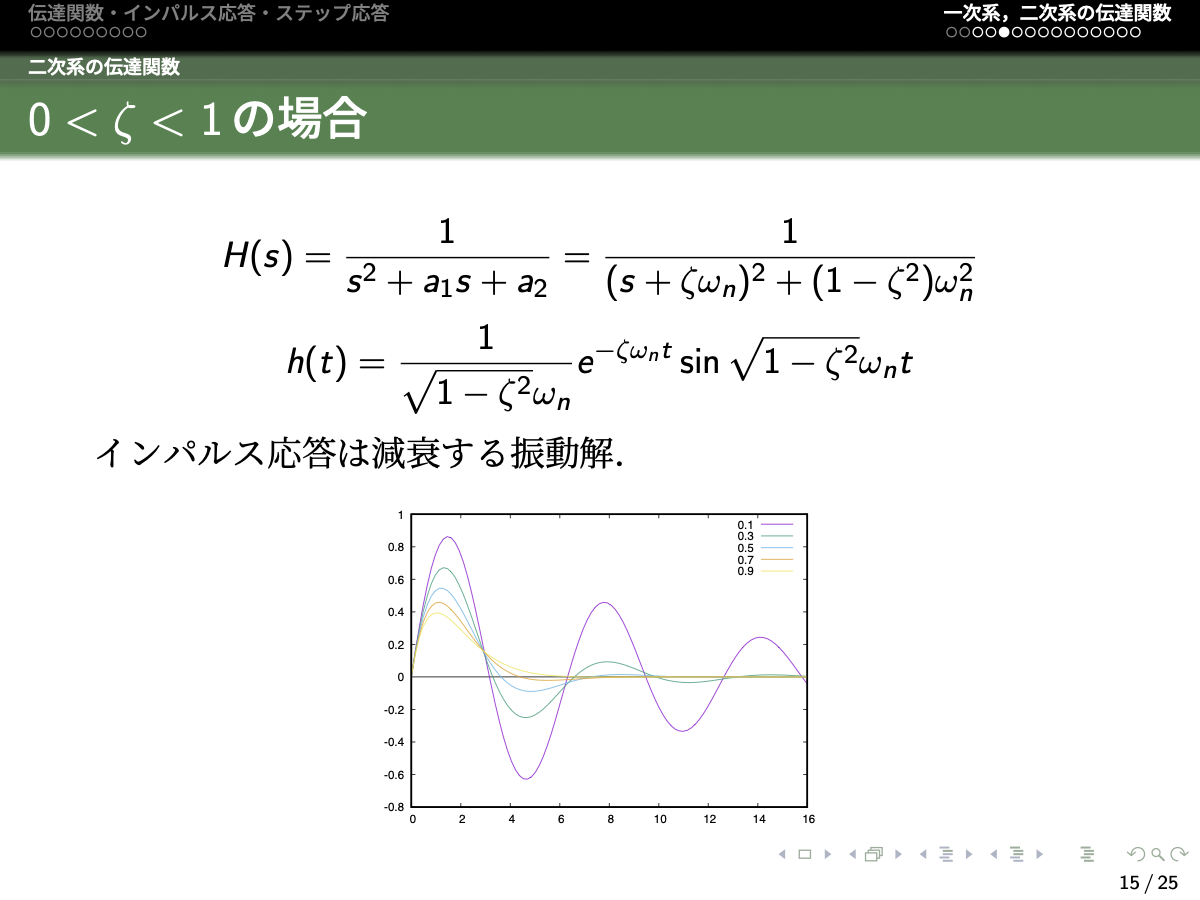 伝達関数・インパルス応答・ステップ応答
一次系，二次系の伝達関数
二次系の伝達関数
0 < ζ < 1 の場合
H(s) = \frac{1}{s^2 + a_1 s + a_2} = \frac{1}{(s + ζω_n)^2 + (1 − ζ^2)ω_n^2}
h(t) = \frac{1}{\sqrt{1 − ζ^2}ω_n} e^{−ζω_n t} sin \sqrt{1 − ζ^2}ω_n t
インパルス応答は減衰する振動解．
1
0.8
0.6
0.4
0.2
0
-0.2
-0.4
-0.6
-0.8
0 2 4 6 8 10 12 14 16
0.1
0.3
0.5
0.7
0.9
15 / 25